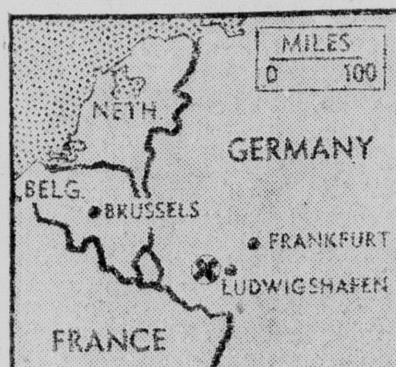 MILES
0 100
NETH.
GERMANY
BELG.
BRUSSELS
FRANKFURT
LUDWIGSHAFEN
FRANCE